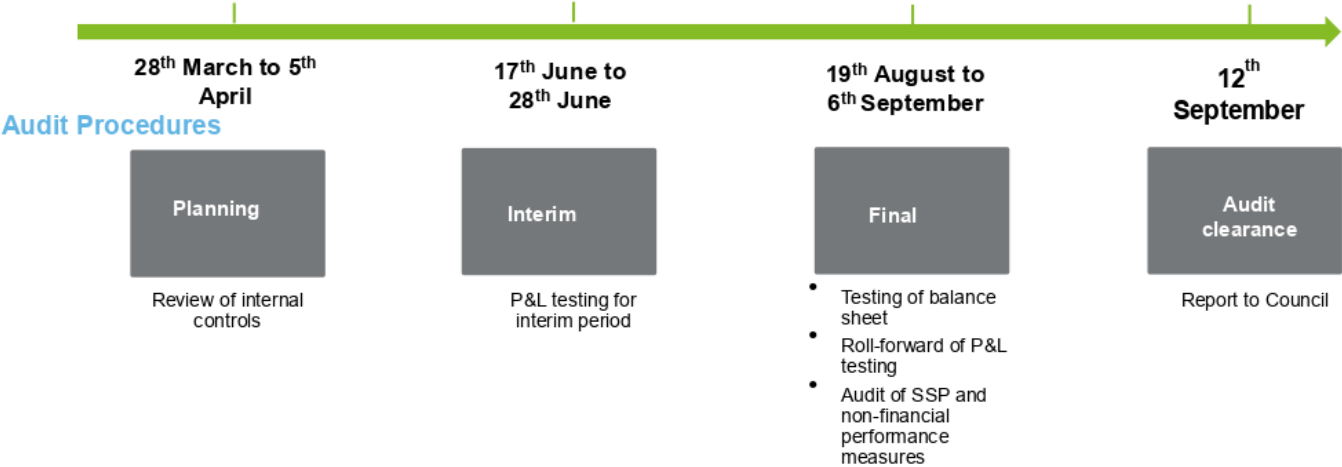 28th March to 5th
April
17th June to
28th June
19th August to
6th September
12th
September
Audit Procedures
Planning
Interim
Final
Audit
clearance
Review of internal
controls
P&L testing for
interim period
• Testing of balance
sheet
• Roll-forward of P&L
testing
• Audit of SSP and
non-financial
performance
measures
Report to Council